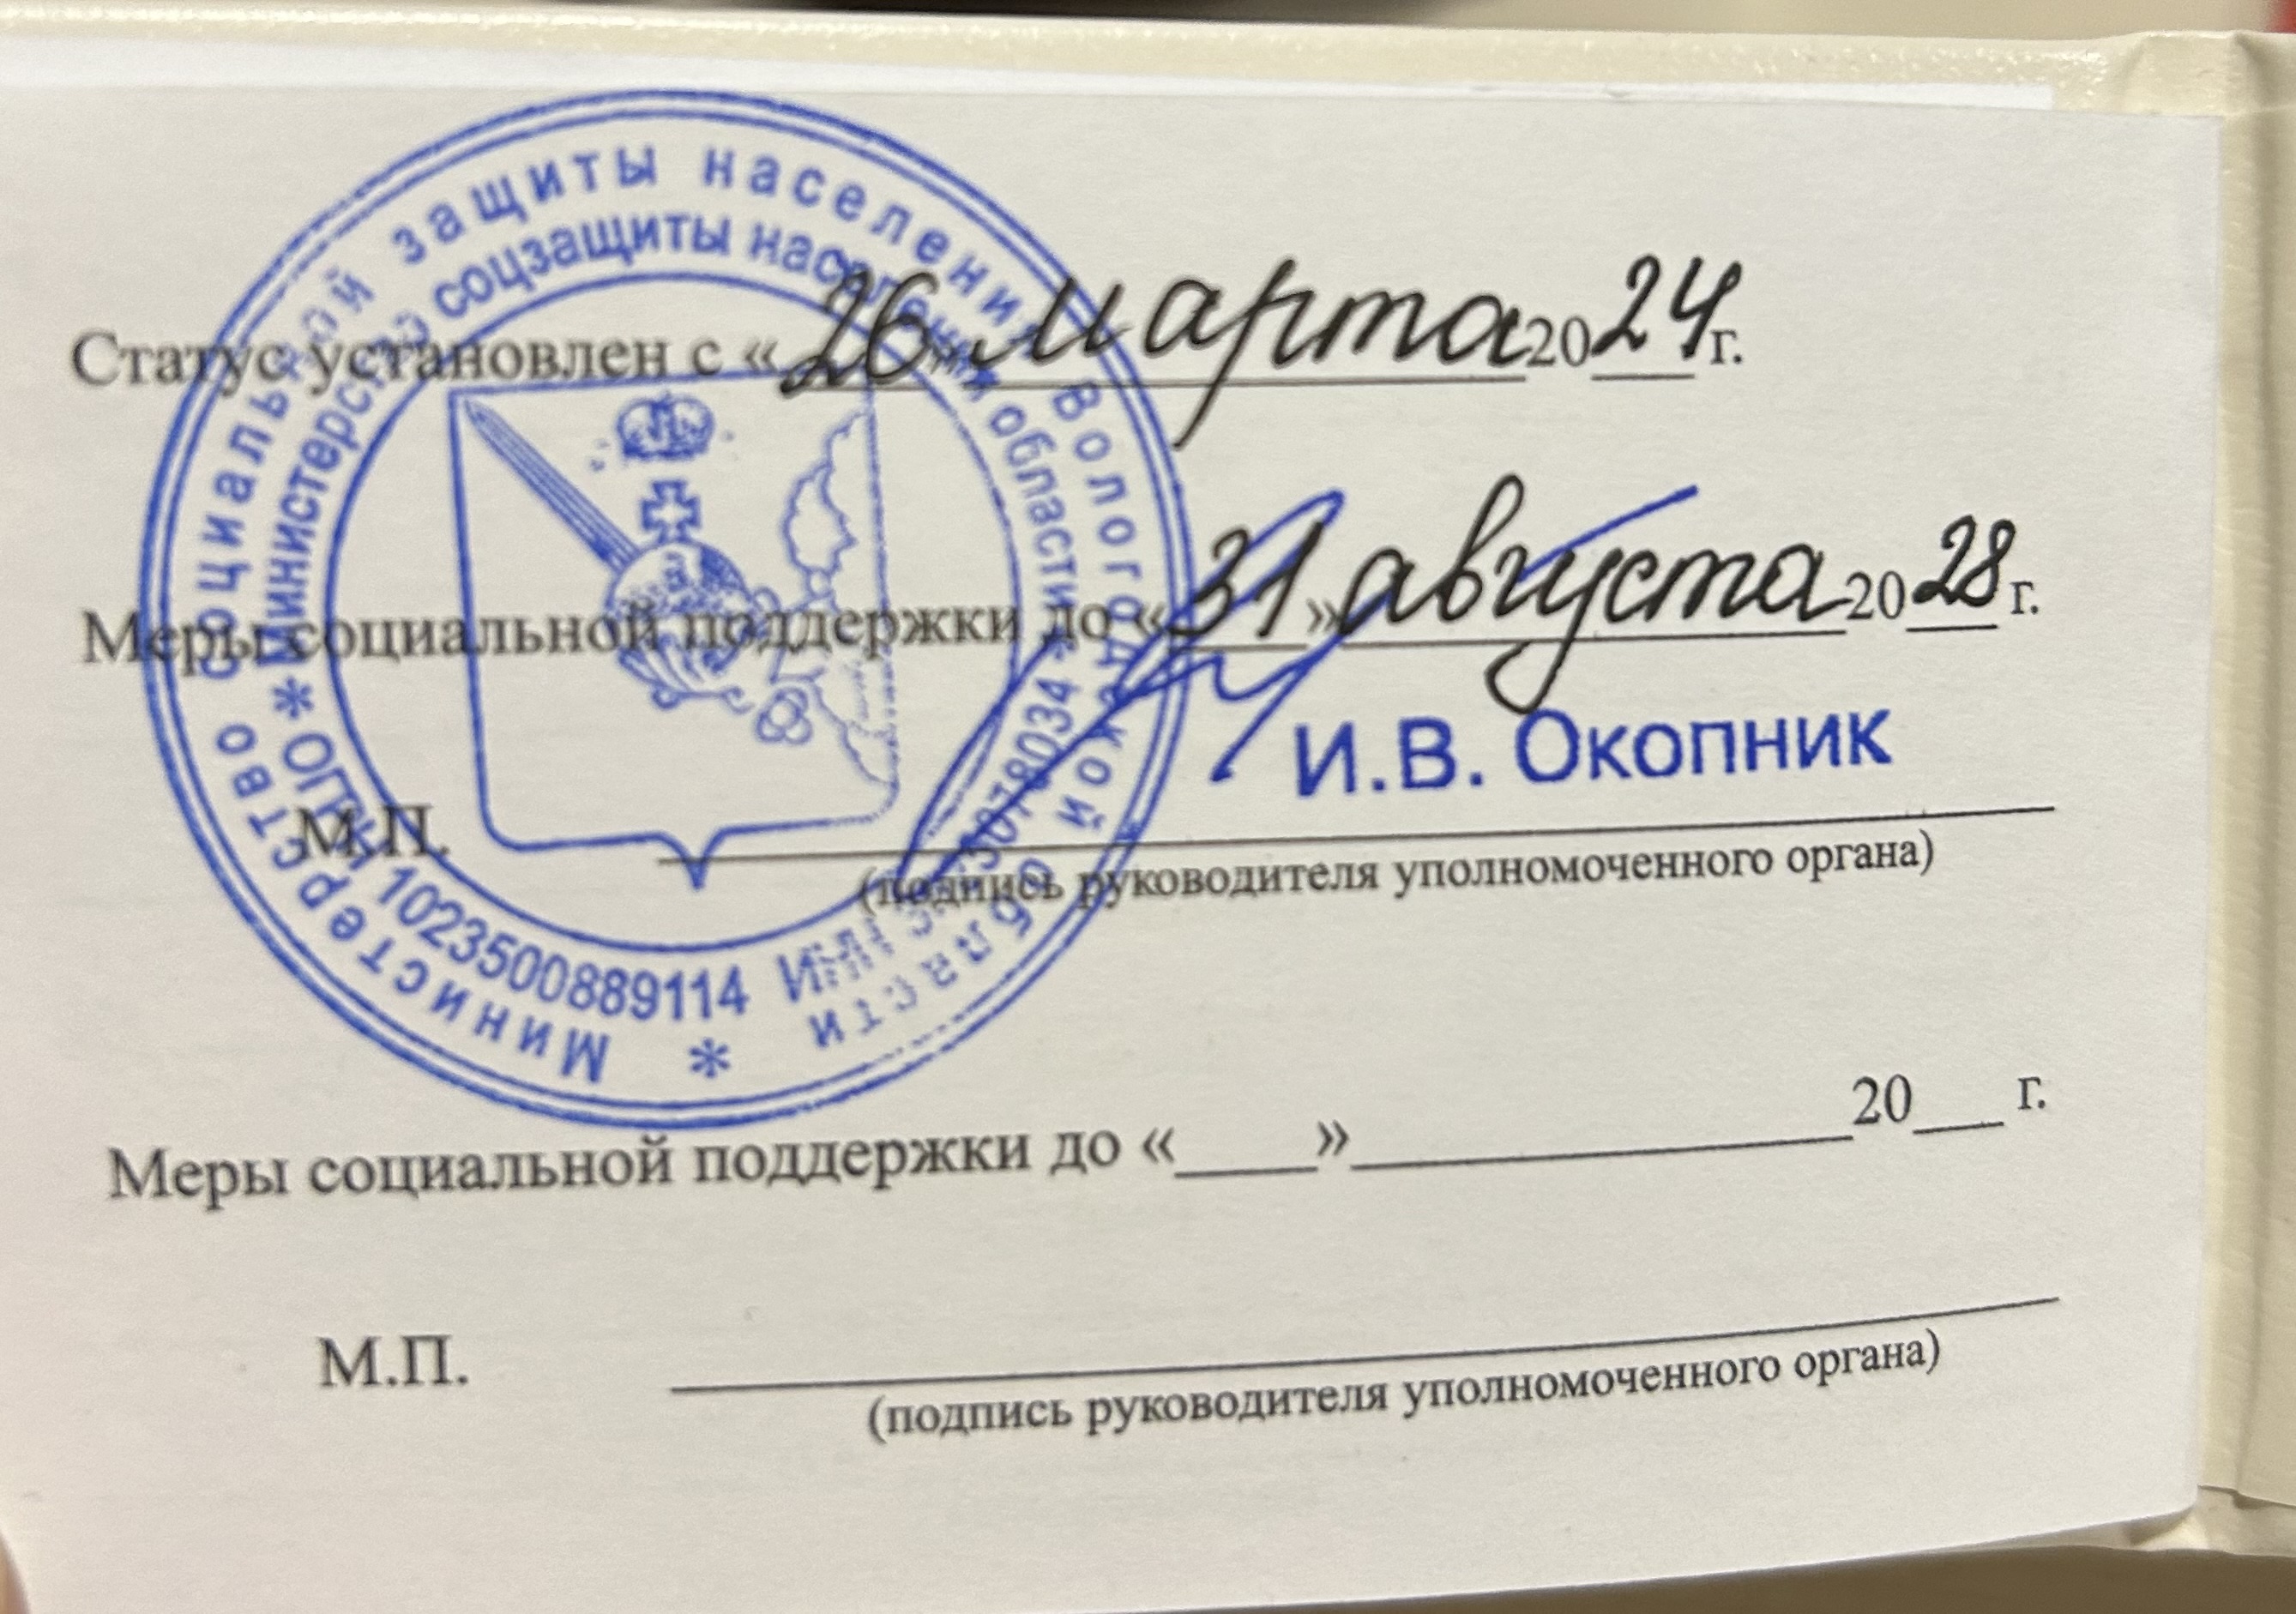 Министерство социальной защиты населения Вологодской области *
* Министерство соцзащиты населения области *
ОГРН 1023500889114 ИНН
Статус установлен с «26» марта 2024 г.
Меры социальной поддержки до «31» августа 2028 г.
И.В. Окопник
М.П.
(подпись руководителя уполномоченного органа)
Меры социальной поддержки до «____»______________20___ г.
М.П.
(подпись руководителя уполномоченного органа)